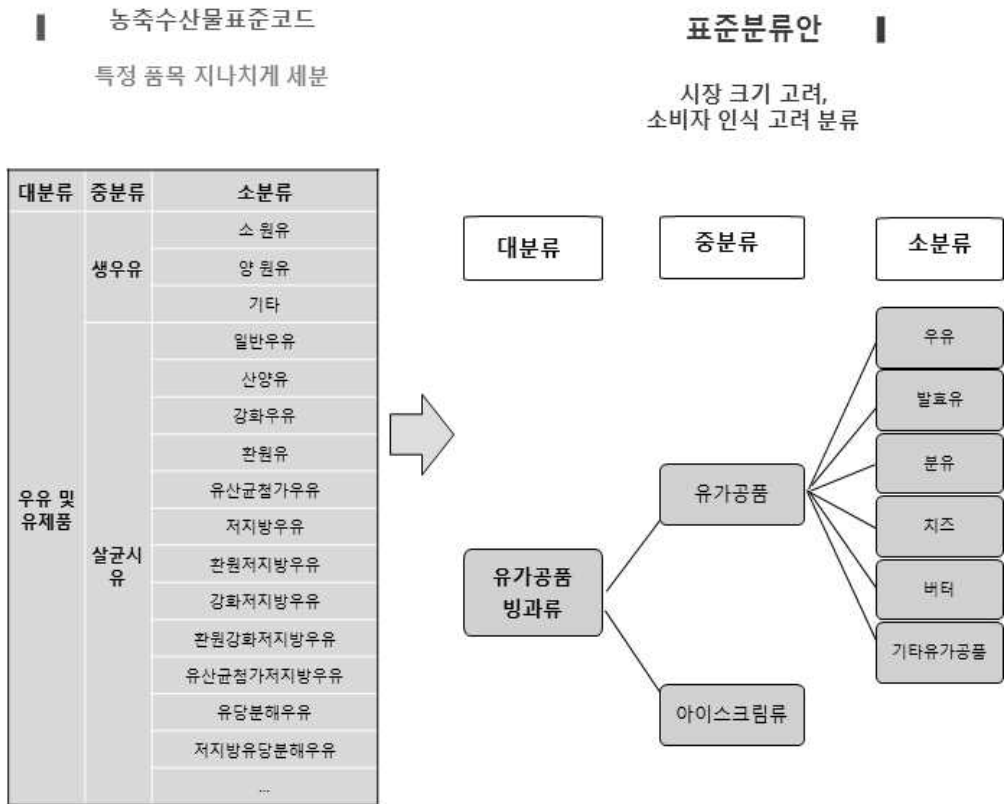 농축수산물표준코드
특정 품목 지나치게 세분
대분류 중분류 소분류
우유 및
유제품
생우유
소 원유
양 원유
기타
살균시
유
일반우유
산양유
강화우유
환원유
유산균첨가우유
저지방우유
환원저지방우유
강화저지방우유
환원강화저지방우유
유산균첨가저지방우유
유당분해우유
저지방유당분해우유
...
표준분류안
시장 크기 고려,
소비자 인식 고려 분류
대분류 중분류 소분류
유가공품
빙과류
유가공품
아이스크림류
우유
발효유
분유
치즈
버터
기타유가공품